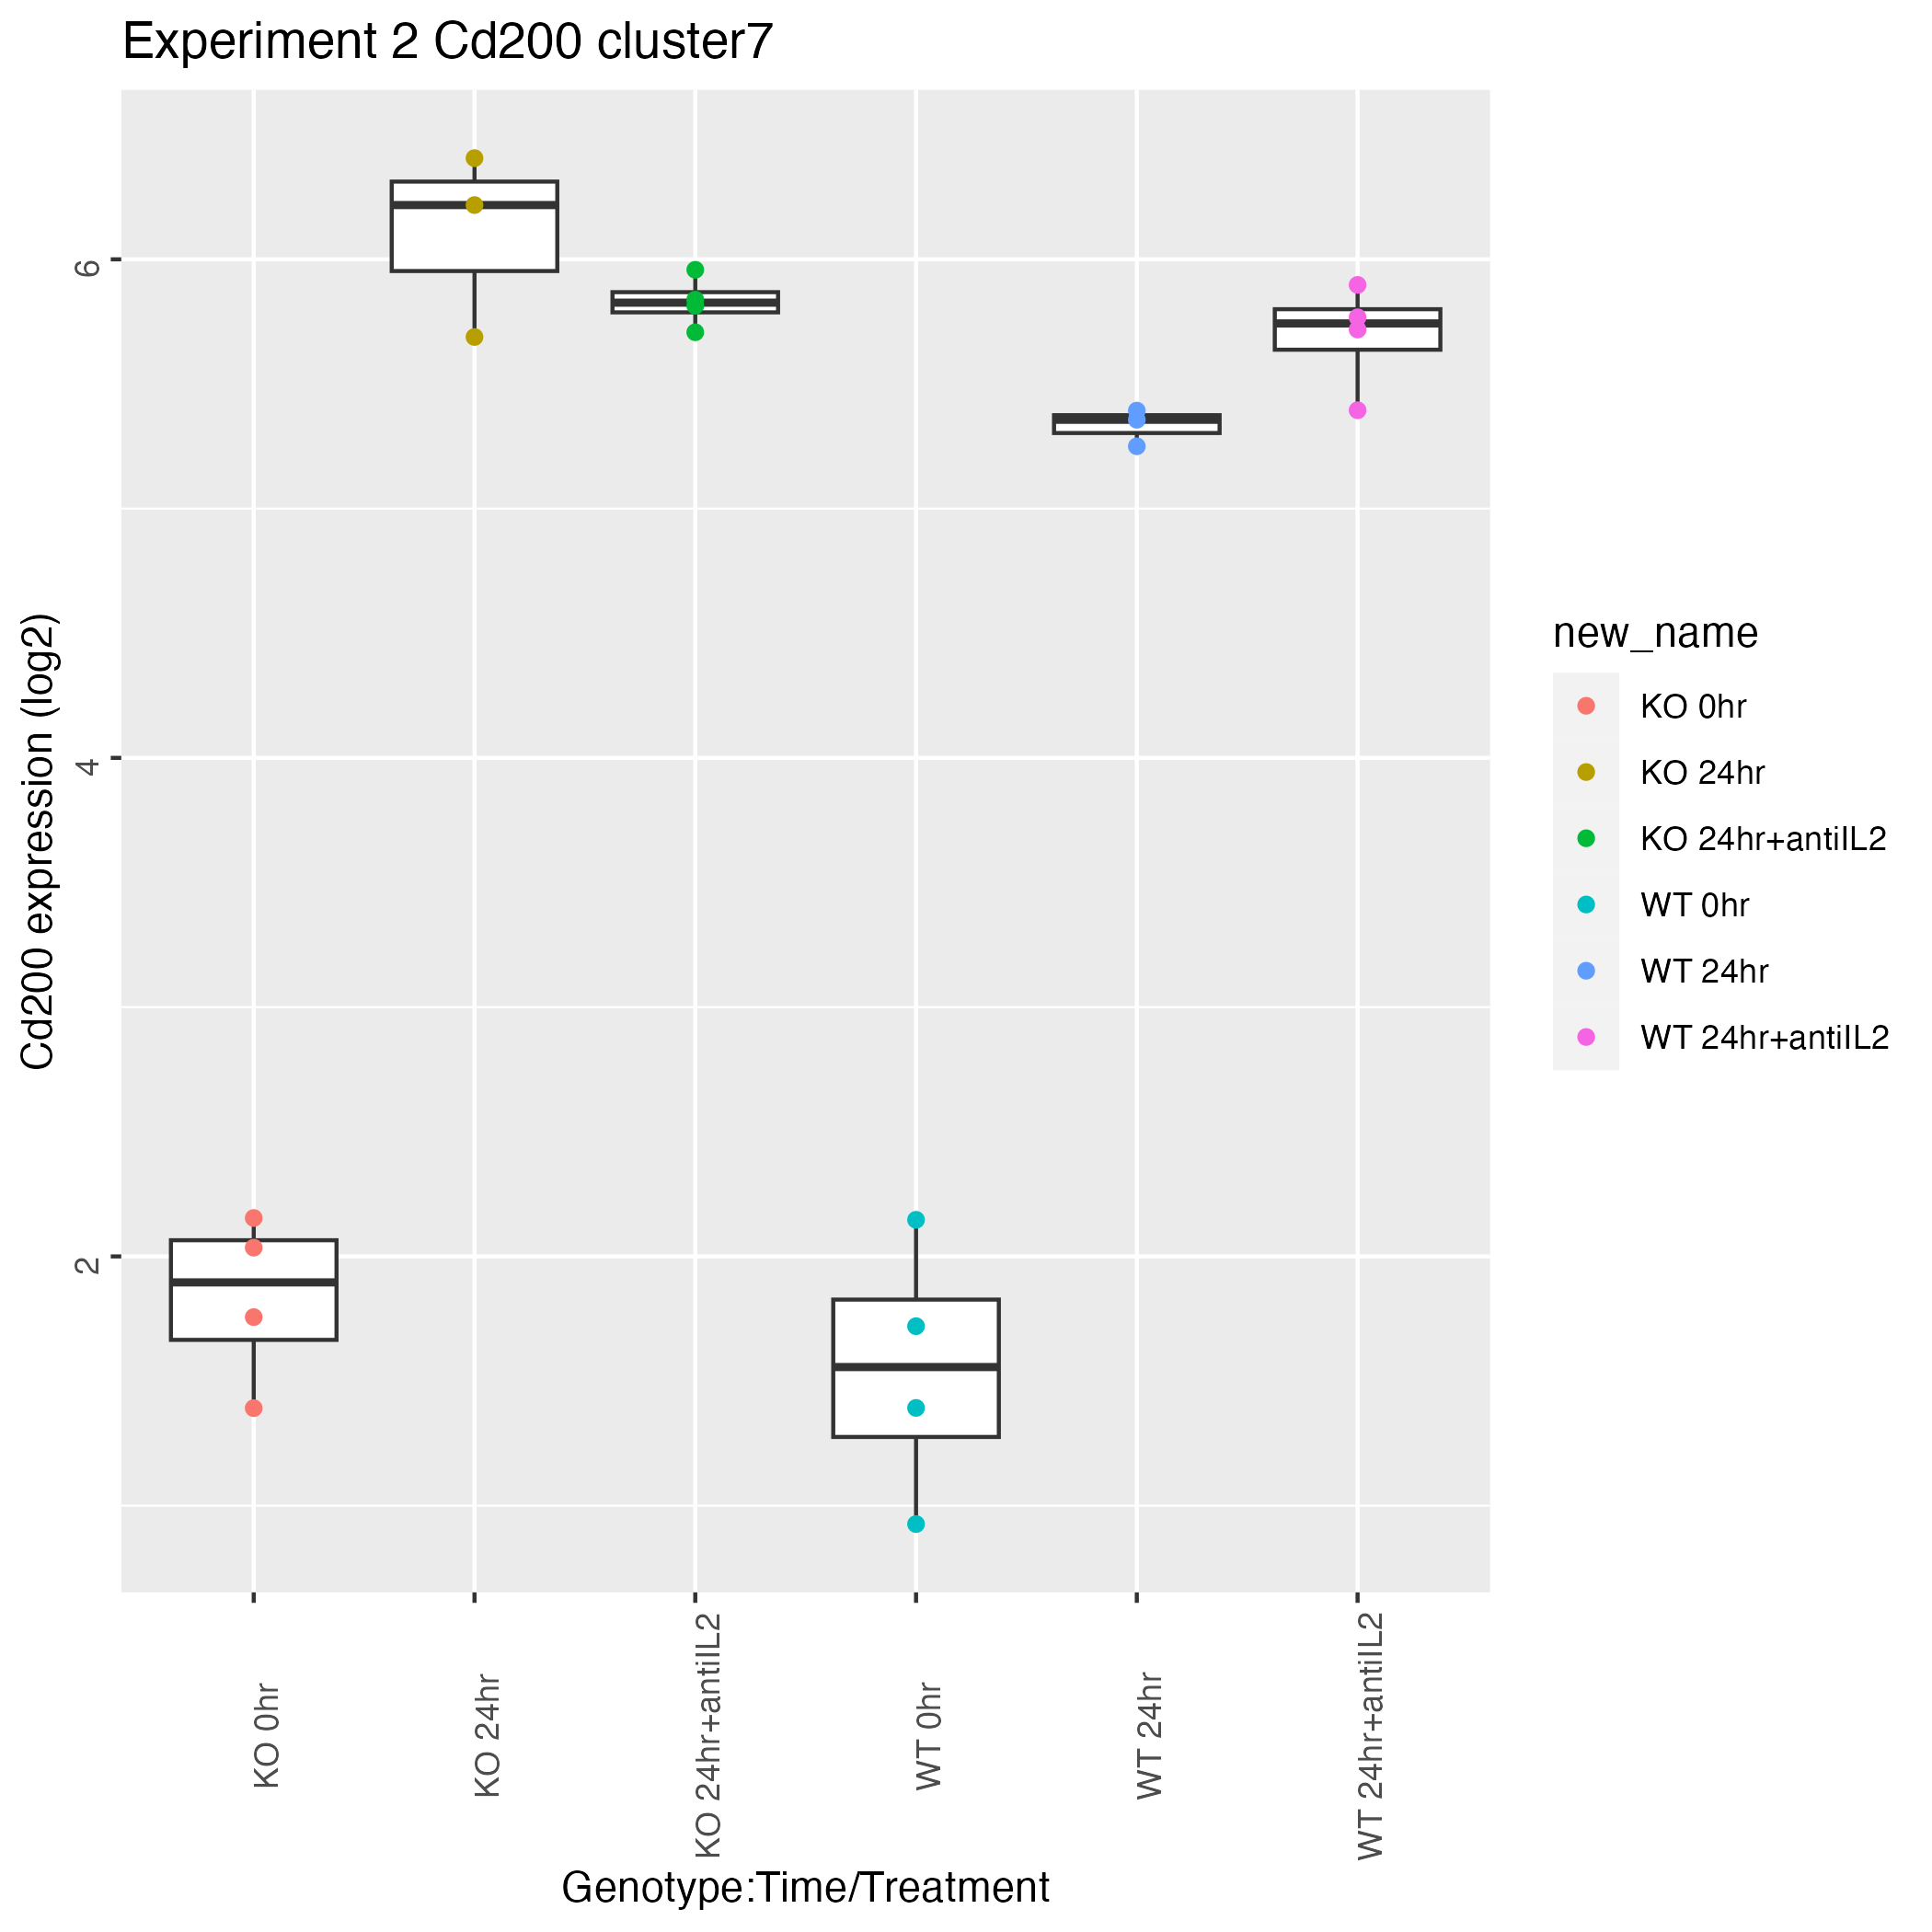 Experiment 2 Cd200 cluster7
Cd200 expression (log2)
6
4
2
KO 0hr
KO 24hr
KO 24hr+antiIL2
WT 0hr
WT 24hr
WT 24hr+antiIL2
Genotype:Time/Treatment
new_name
KO 0hr
KO 24hr
KO 24hr+antiIL2
WT 0hr
WT 24hr
WT 24hr+antiIL2